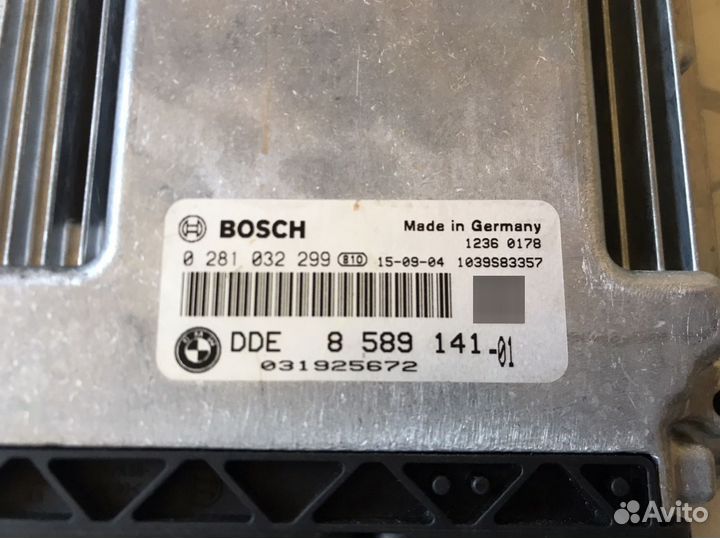 BOSCH
Made in Germany
1236 0178
0 281 032 299 B10 15-09-04 1039S83357
DDE 8 589 141-01
031925672
Avito